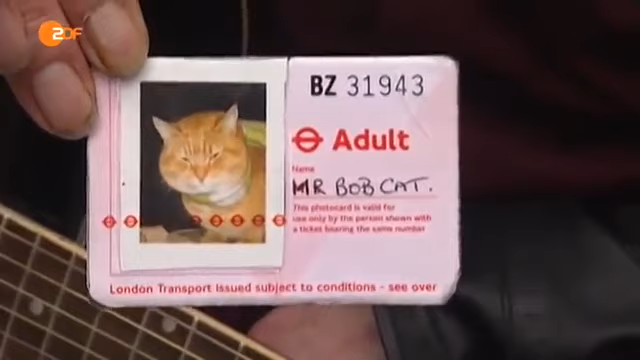 ZDF
BZ 31943
Adult
Name
MR BOB CAT.
This photocard is valid for
use only by the person shown with
a ticket bearing the same number
London Transport issued subject to conditions - see over